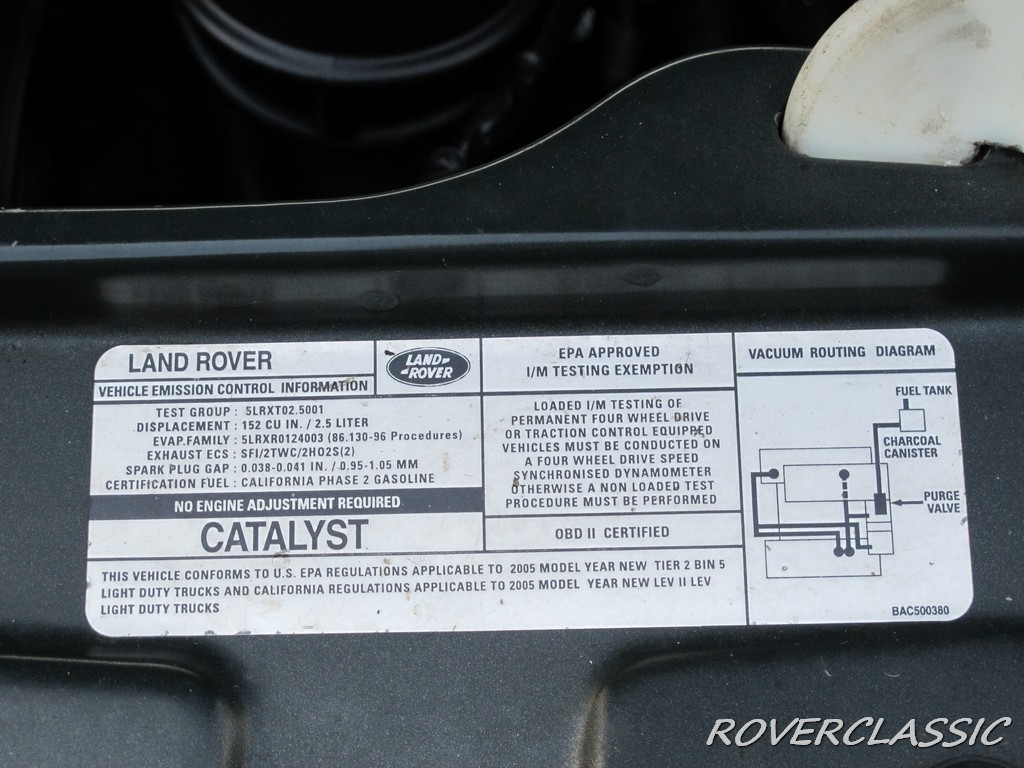 LAND ROVER
LAND-
-ROVER
VEHICLE EMISSION CONTROL INFORMATION
TEST GROUP : 5LRXT02.5001
DISPLACEMENT : 152 CU IN. / 2.5 LITER
EVAP.FAMILY : 5LRXR0124003 (86.130-96 Procedures)
EXHAUST ECS : SFI/2TWC/2HO2S(2)
SPARK PLUG GAP : 0.038-0.041 IN. / 0.95-1.05 MM
CERTIFICATION FUEL : CALIFORNIA PHASE 2 GASOLINE
NO ENGINE ADJUSTMENT REQUIRED
CATALYST
EPA APPROVED
I/M TESTING EXEMPTION
LOADED I/M TESTING OF
PERMANENT FOUR WHEEL DRIVE
OR TRACTION CONTROL EQUIPPED
VEHICLES MUST BE CONDUCTED ON
A FOUR WHEEL DRIVE SPEED
SYNCHRONISED DYNAMOMETER
OTHERWISE A NON LOADED TEST
PROCEDURE MUST BE PERFORMED
OBD II CERTIFIED
THIS VEHICLE CONFORMS TO U.S. EPA REGULATIONS APPLICABLE TO 2005 MODEL YEAR NEW TIER 2 BIN 5
LIGHT DUTY TRUCKS AND CALIFORNIA REGULATIONS APPLICABLE TO 2005 MODEL YEAR NEW LEV II LEV
LIGHT DUTY TRUCKS
VACUUM ROUTING DIAGRAM
FUEL TANK
CHARCOAL
CANISTER
PURGE
VALVE
BAC500380
ROVERCLASSIC